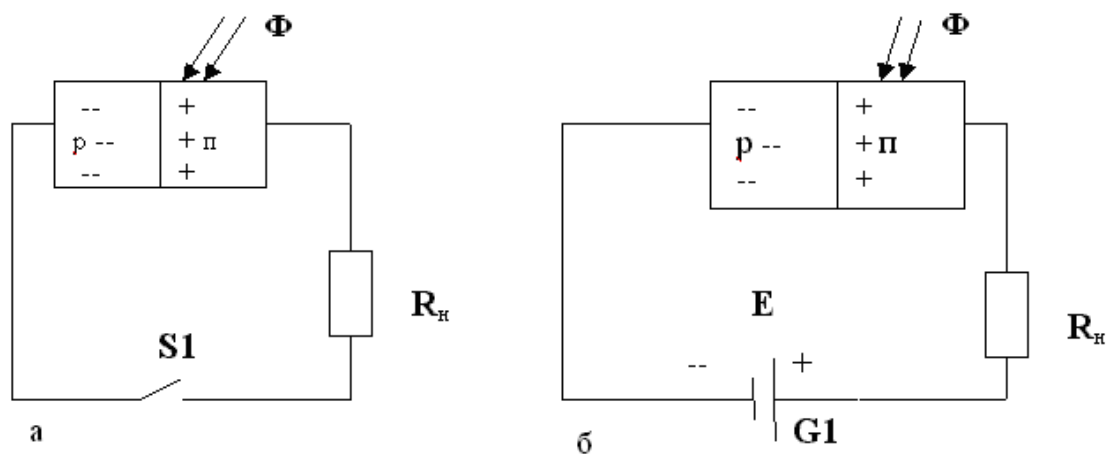 Ф
-- +
р -- + п
-- +
Rн
S1
а
Ф
-- +
р -- + п
-- +
E
Rн
-- +
G1
б